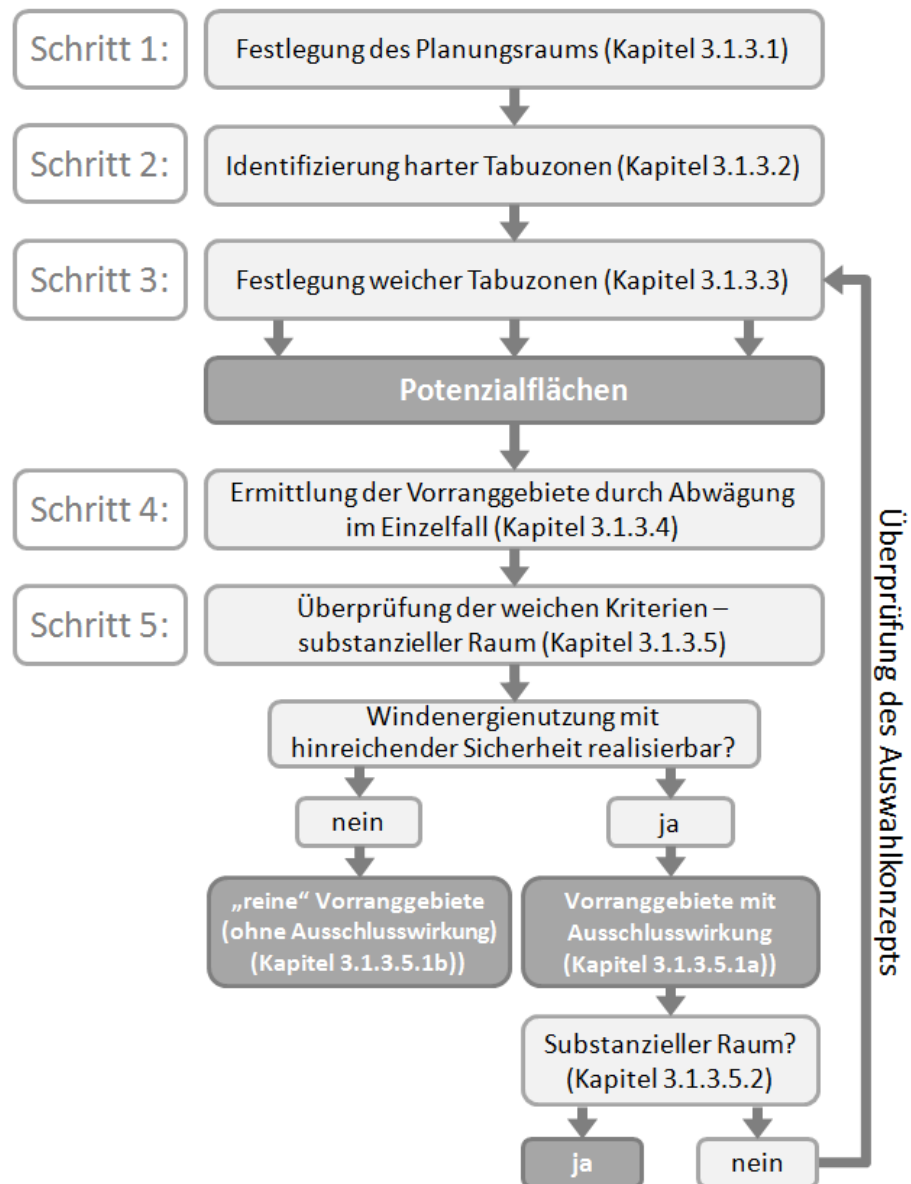 Schritt 1:
Festlegung des Planungsraums (Kapitel 3.1.3.1)
Schritt 2:
Identifizierung harter Tabuzonen (Kapitel 3.1.3.2)
Schritt 3:
Festlegung weicher Tabuzonen (Kapitel 3.1.3.3)
Potenzialflächen
Schritt 4:
Ermittlung der Vorranggebiete durch Abwägung
im Einzelfall (Kapitel 3.1.3.4)
Schritt 5:
Überprüfung der weichen Kriterien –
substanzieller Raum (Kapitel 3.1.3.5)
Windenergienutzung mit
hinreichender Sicherheit realisierbar?
nein
ja
„reine“ Vorranggebiete
(ohne Ausschlusswirkung)
(Kapitel 3.1.3.5.1b))
Vorranggebiete mit
Ausschlusswirkung
(Kapitel 3.1.3.5.1a))
Substanzieller Raum?
(Kapitel 3.1.3.5.2)
ja
nein
Überprüfung des Auswahlkonzepts